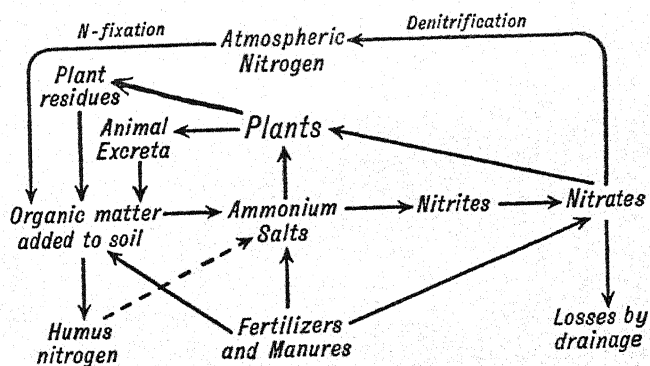 N-fixation
Denitrification
Atmospheric
Nitrogen
Plant
residues
Animal
Excreta
Plants
Organic matter
added to soil
Ammonium
Salts
Nitrites
Nitrates
Humus
nitrogen
Fertilizers
and Manures
Losses by
drainage